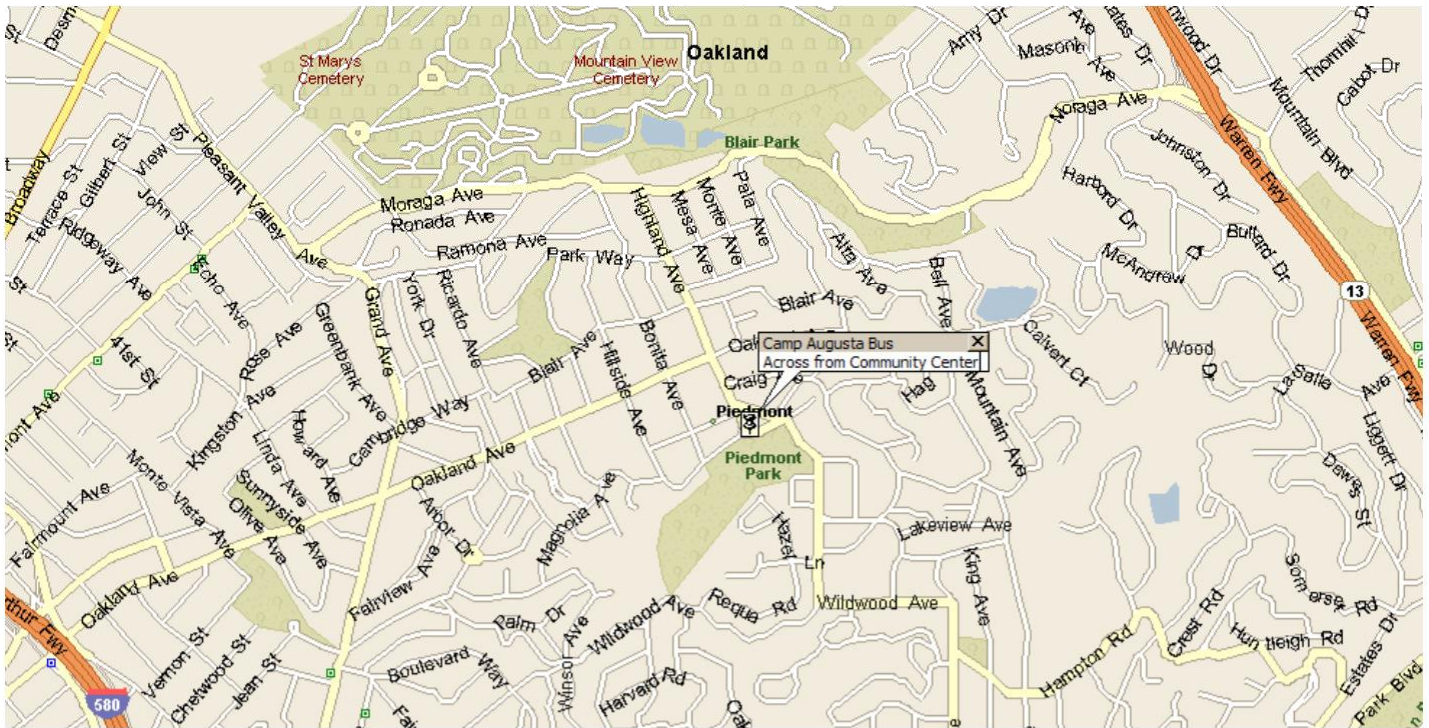 Oakland
St Marys
Cemetery
Mountain View
Cemetery
Amy Dr
Masonic Ave
Ave
Thornhill
Cabot Dr
Mountain Blvd
Moraga Ave
Warren Fwy
Johnston Dr
Harbord Dr
Bullard Dr
McAndrew
Blair Park
Pleasant Valley Ave
Broadway
Terrace St
Gilbert St
View St
John St
Ridgeway Ave
Echo Ave
41st St
Moraga Ave
Ronada Ave
Ramona Ave
Park Way
Highland Ave
Mesa Ave
Monte Ave
Pala Ave
Alta Ave
Bell Ave
Blair Ave
13
Warren Fwy
Grand Ave
York Dr
Ricardo Ave
Greenbank Ave
Rose Ave
Kingston Ave
Howard Ave
Linda Ave
Cambridge Way
Blair Ave
Hillside Ave
Bonita Ave
Camp Augusta Bus
Across from Community Center
Craig
Hag
Mountain Ave
Calvert Ct
Wood Dr
LaSalle Ave
Liggett Dr
Dawes St
Piedmont
Piedmont
Park
Oakland Ave
Monte Vista Ave
Sunnyside Ave
Olive Ave
Fairmount Ave
Oakland Ave
Arbor Dr
Magnolia Ave
Hazel Ln
Lakeview Ave
King Ave
Fairview Ave
Palm Dr
Winsor Ave
Wildwood Ave
Requa Rd
Wildwood Ave
Hampton Rd
Crest Rd
Somerset Rd
Huntleigh Rd
Estates Dr
Park Blvd
Vernon St
Chetwood St
Jean St
Boulevard Way
Harvard Rd
580